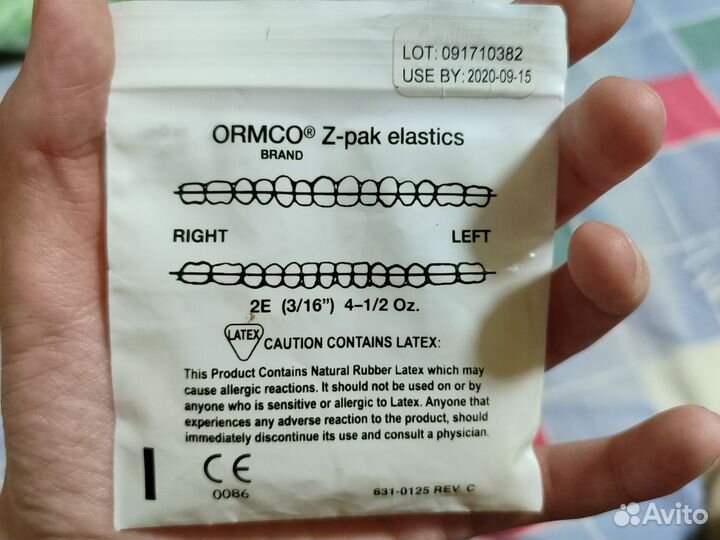 LOT: 091710382
USE BY: 2020-09-15
ORMCO® Z-pak elastics
BRAND
RIGHT LEFT
2E (3/16") 4-1/2 Oz.
LATEX CAUTION CONTAINS LATEX:
This Product Contains Natural Rubber Latex which may
cause allergic reactions. It should not be used on or by
anyone who is sensitive or allergic to Latex. Anyone that
experiences any adverse reaction to the product, should
immediately discontinue its use and consult a physician.
CE
0086
631-0125 REV. C
Avito